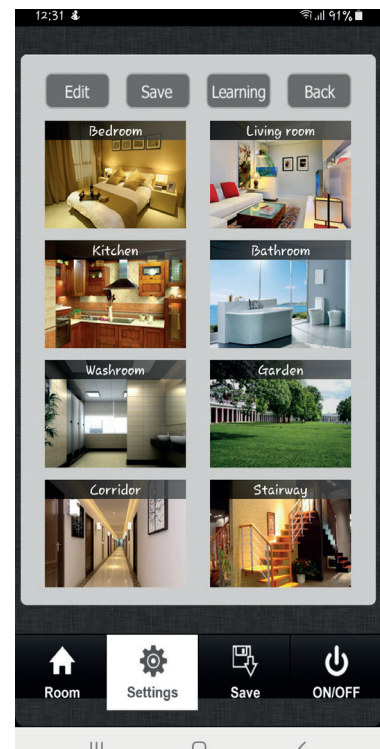 12:31 91%
Edit Save Learning Back
Bedroom Living room
Kitchen Bathroom
Washroom Garden
Corridor Stairway
Room Settings Save ON/OFF